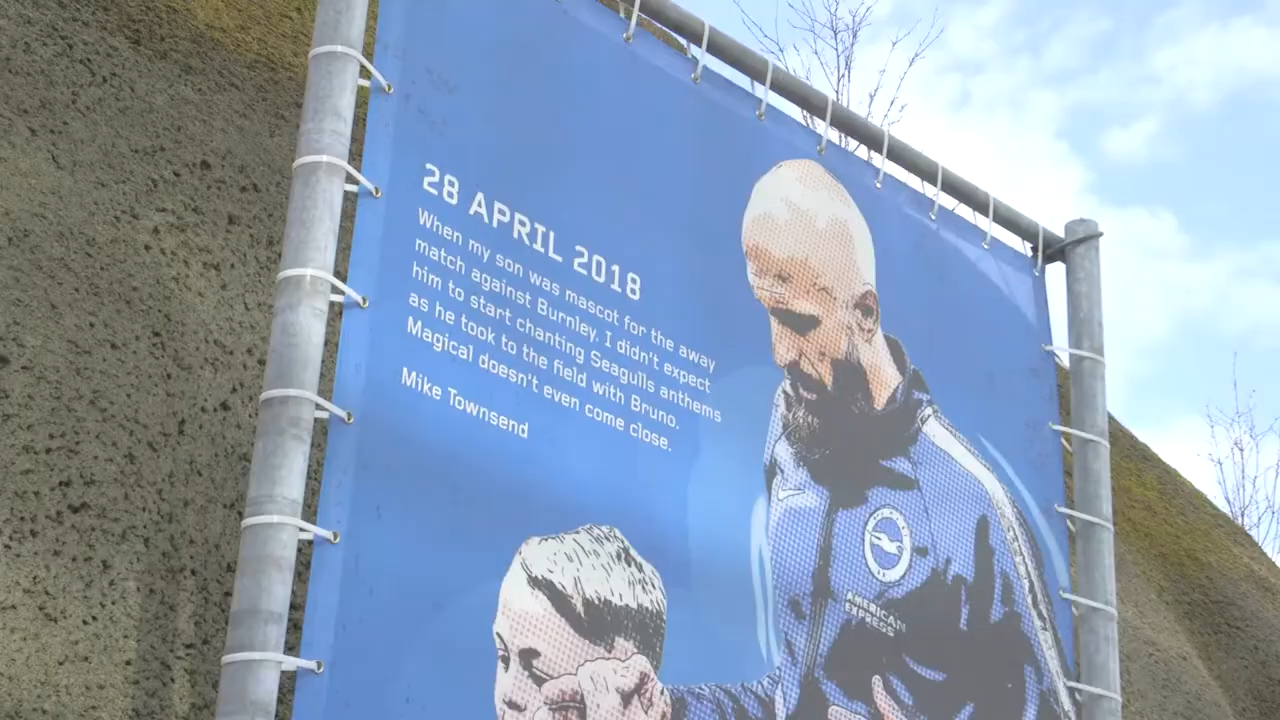 28 APRIL 2018
When my son was mascot for the away
match against Burnley. I didn't expect
him to start chanting Seagulls anthems
as he took to the field with Bruno.
Magical doesn't even come close.
Mike Townsend
AMERICAN
EXPRESS